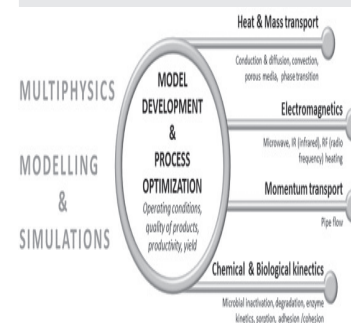 MULTIPHYSICS
MODELLING
&
SIMULATIONS
MODEL
DEVELOPMENT
&
PROCESS
OPTIMIZATION
Operating conditions,
quality of products,
productivity, yield
Heat & Mass transport
Conduction & diffusion, convection,
porous media, phase transition
Electromagnetics
Microwave, IR (infrared), RF (radio
frequency) heating
Momentum transport
Pipe flow
Chemical & Biological kinectics
Microbial inactivation, degradation, enzyme
kinetics, sorption, adhesion /cohesion